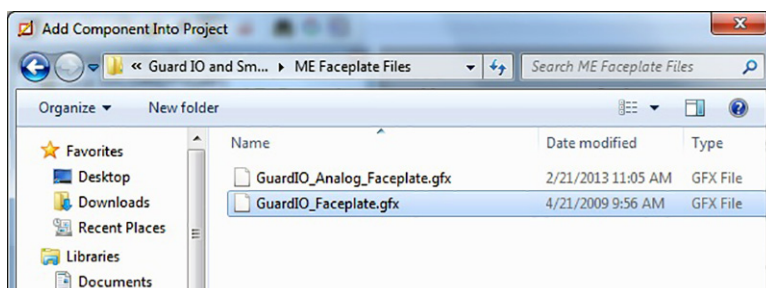 Add Component Into Project
« Guard IO and Sm... ▸ ME Faceplate Files
Search ME Faceplate Files
Organize
New folder
Name
Date modified
Type
Favorites
GuardIO_Analog_Faceplate.gfx
2/21/2013 11:05 AM
GFX File
Desktop
GuardIO_Faceplate.gfx
4/21/2009 9:56 AM
GFX File
Downloads
Recent Places
Libraries
Documents